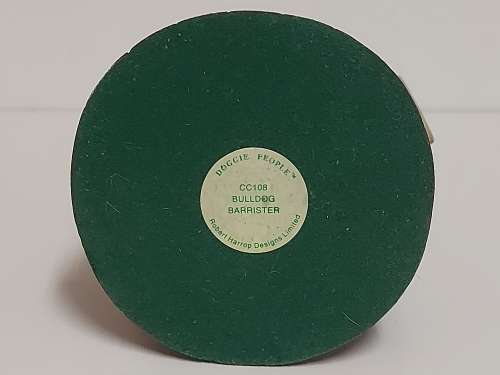 DOGGIE PEOPLE™
CC108
BULLDOG
BARRISTER
Robert Harrop Designs Limited